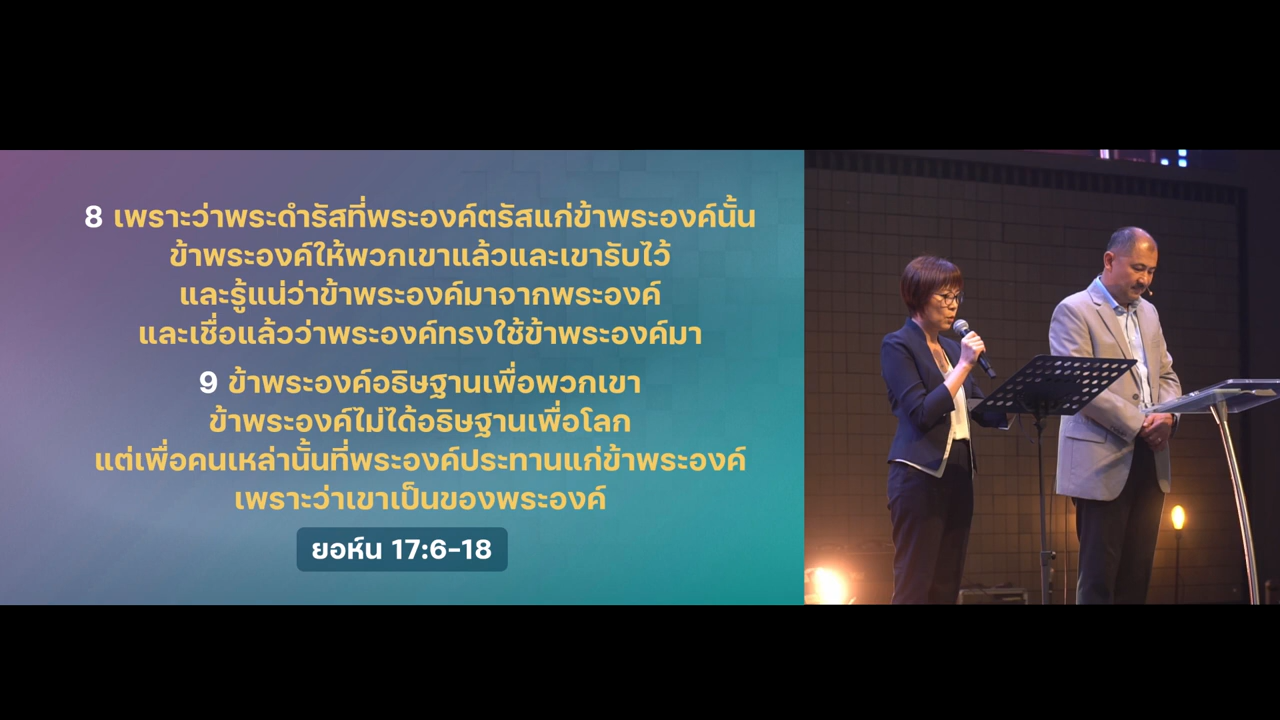 8 เพราะว่าพระดำรัสที่พระองค์ตรัสแก่ข้าพระองค์นั้น
ข้าพระองค์ให้พวกเขาแล้วและเขารับไว้
และรู้แน่ว่าข้าพระองค์มาจากพระองค์
และเชื่อแล้วว่าพระองค์ทรงใช้ข้าพระองค์มา
9 ข้าพระองค์อธิษฐานเพื่อพวกเขา
ข้าพระองค์ไม่ได้อธิษฐานเพื่อโลก
แต่เพื่อคนเหล่านั้นที่พระองค์ประทานแก่ข้าพระองค์
เพราะว่าเขาเป็นของพระองค์
ยอห์น 17:6-18